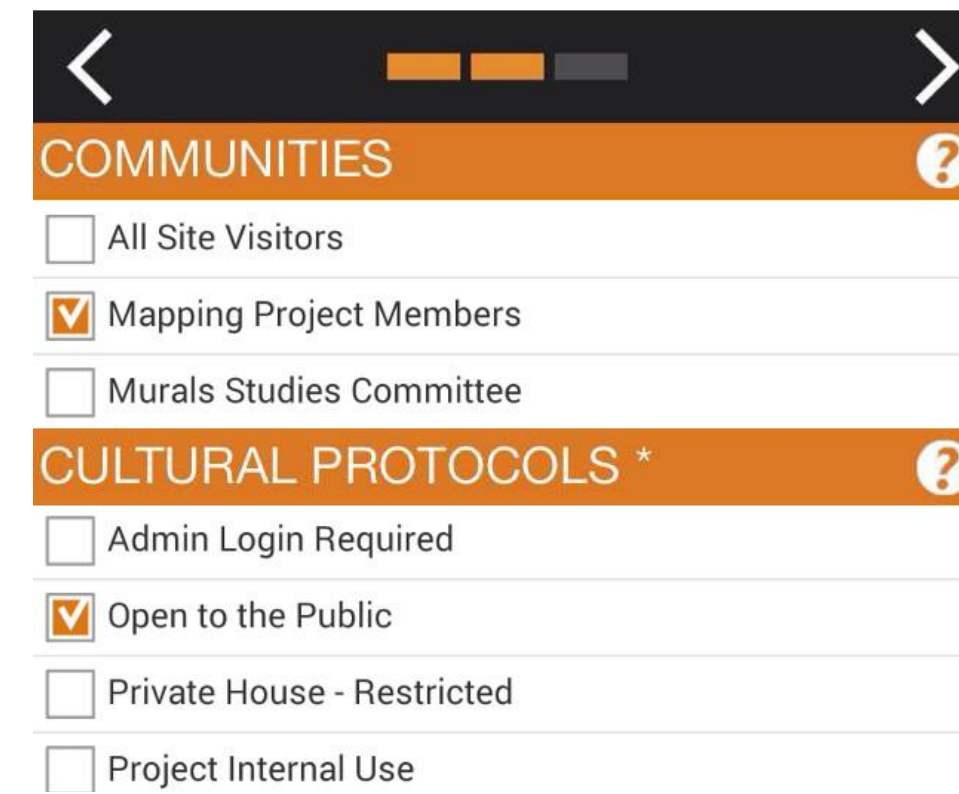 COMMUNITIES ?
All Site Visitors
Mapping Project Members
Murals Studies Committee
CULTURAL PROTOCOLS * ?
Admin Login Required
Open to the Public
Private House - Restricted
Project Internal Use